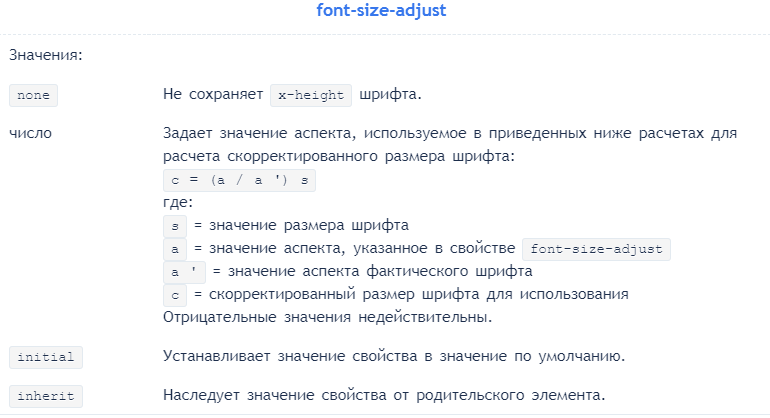 font-size-adjust
Значения:
none Не сохраняет x-height шрифта.
число Задает значение аспекта, используемое в приведенных ниже расчетах для
расчета скорректированного размера шрифта:
c = (a / a ') s
где:
s = значение размера шрифта
a = значение аспекта, указанное в свойстве font-size-adjust
a ' = значение аспекта фактического шрифта
c = скорректированный размер шрифта для использования
Отрицательные значения недействительны.
initial Устанавливает значение свойства в значение по умолчанию.
inherit Наследует значение свойства от родительского элемента.